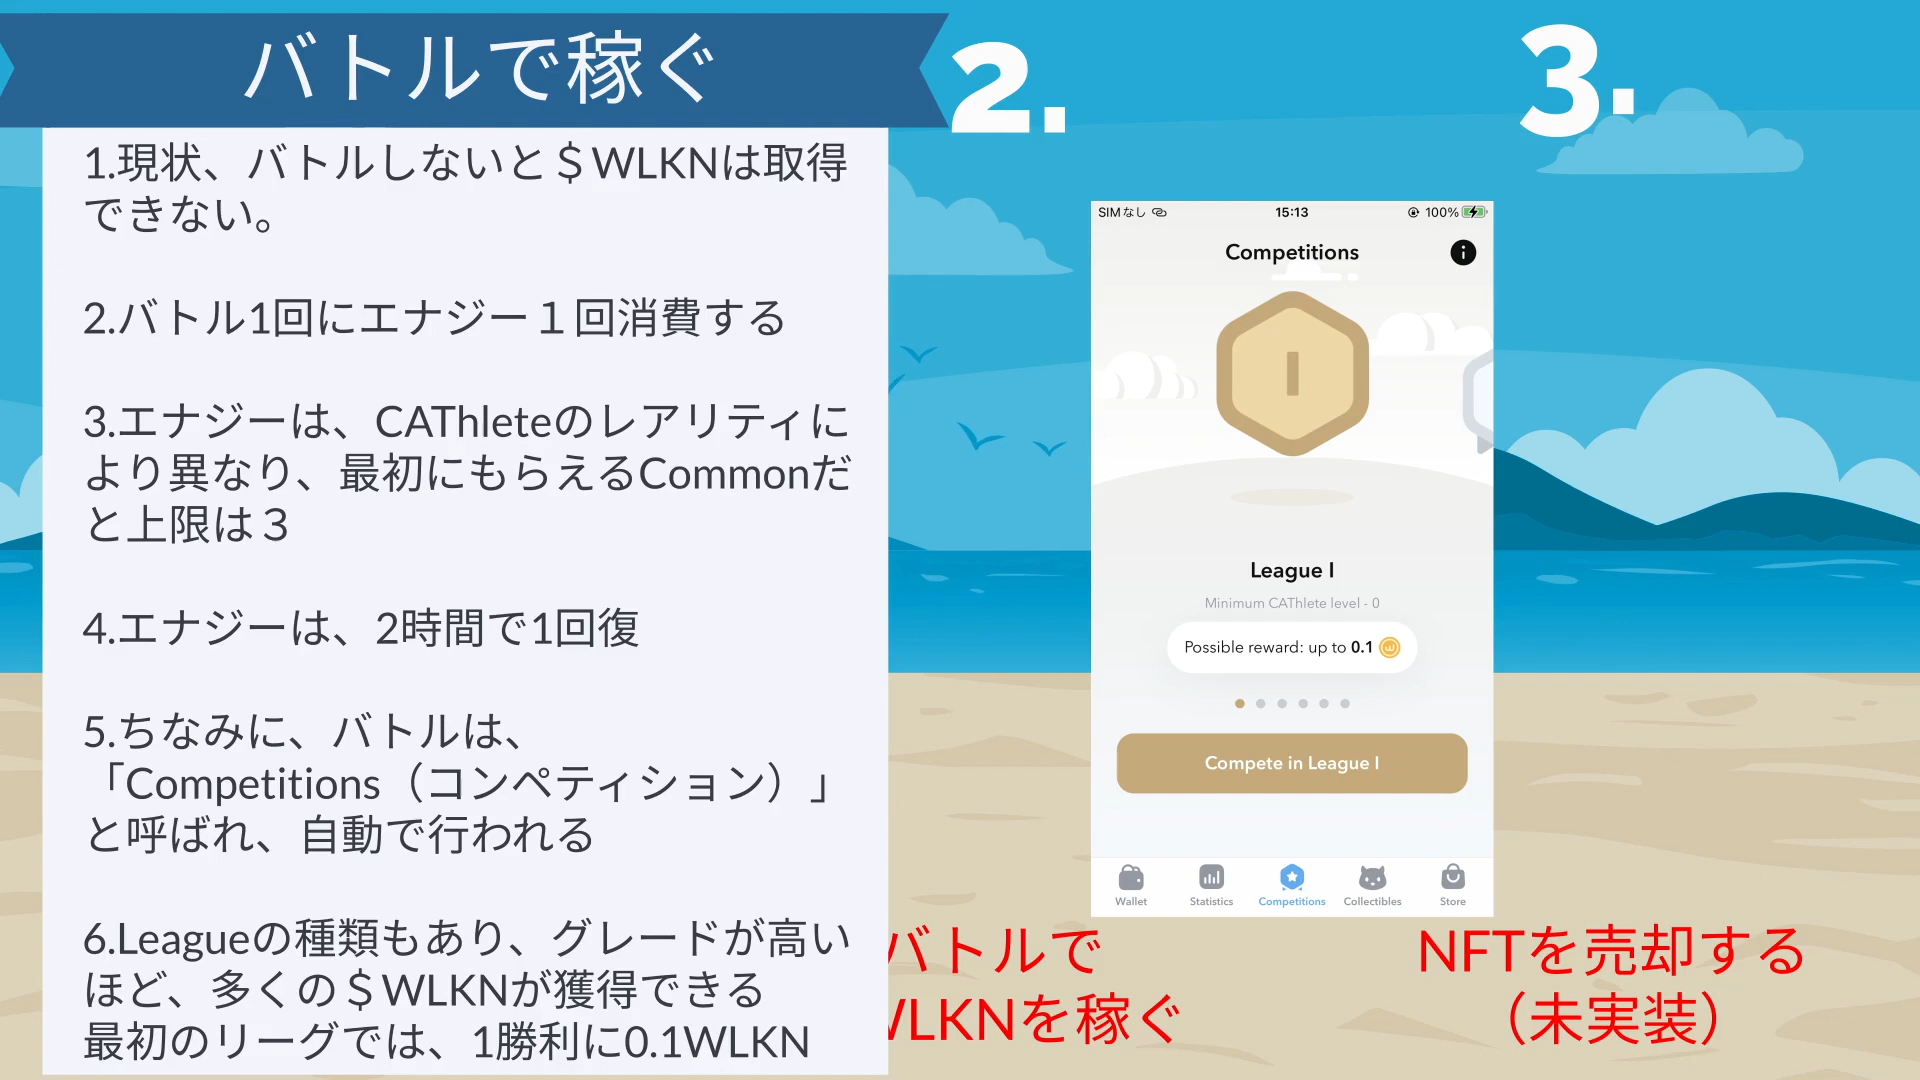 バトルで稼ぐ
1.現状、バトルしないと＄WLKNは取得
できない。
2.バトル1回にエナジー１回消費する
3.エナジーは、CAThleteのレアリティに
より異なり、最初にもらえるCommonだ
と上限は３
4.エナジーは、2時間で1回復
5.ちなみに、バトルは、
「Competitions（コンペティション）」
と呼ばれ、自動で行われる
6.Leagueの種類もあり、グレードが高い
ほど、多くの＄WLKNが獲得できる
最初のリーグでは、1勝利に0.1WLKN
2.
SIMなし 15:13 100%
Competitions
I
League I
Minimum CAThlete level - 0
Possible reward: up to 0.1
Compete in League I
Wallet Statistics Competitions Collectibles Store
バトルで
WLKNを稼ぐ
3.
NFTを売却する
（未実装）